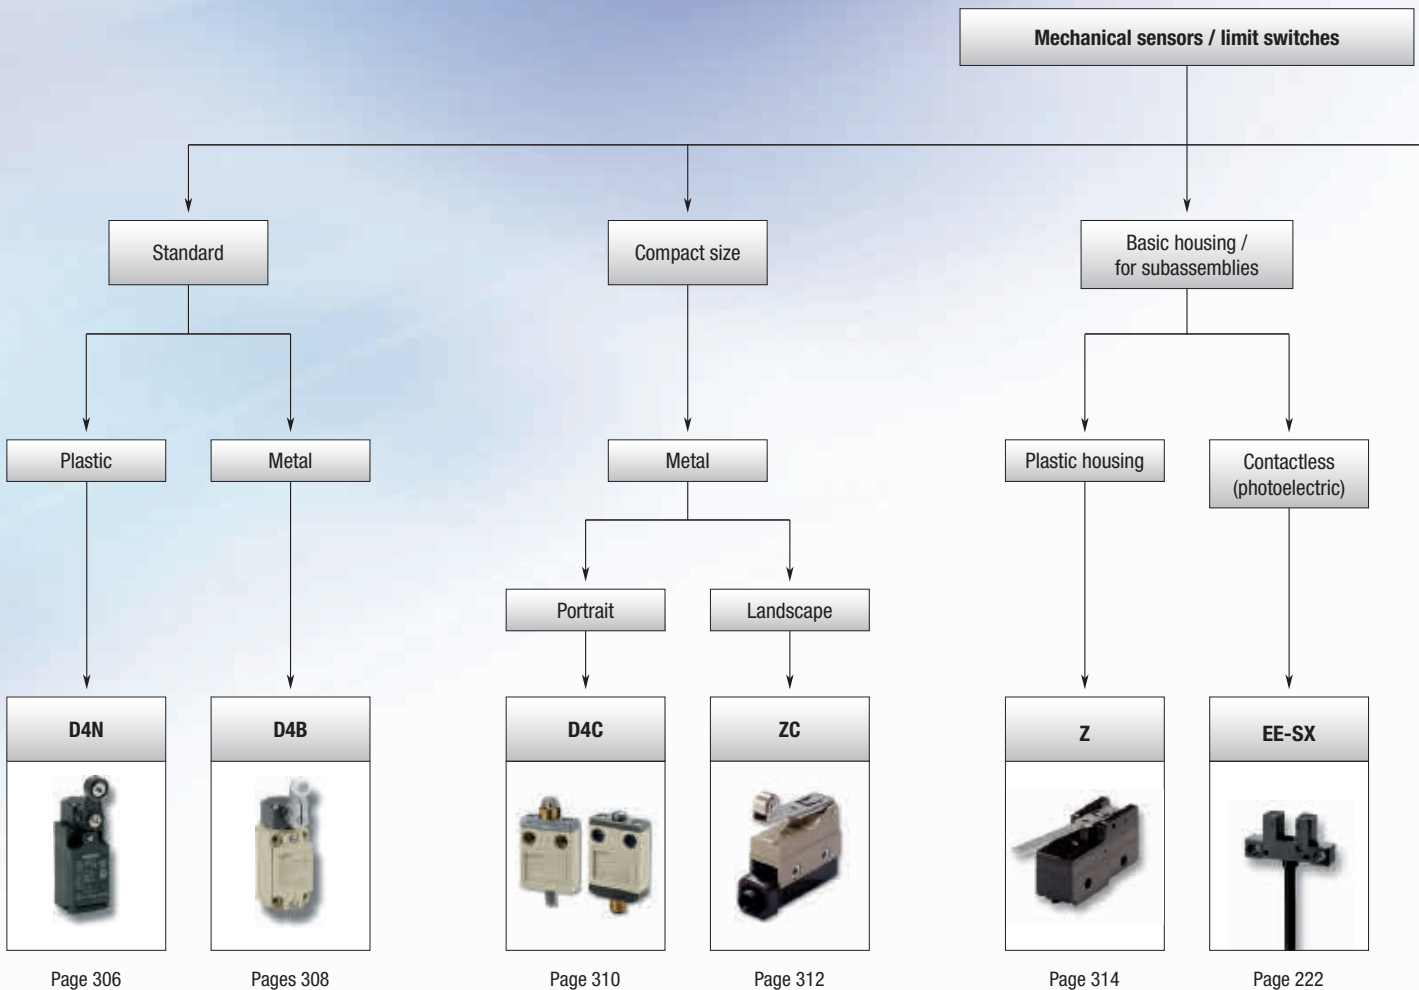 Mechanical sensors / limit switches
Standard
Compact size
Basic housing /
for subassemblies
Plastic
Metal
Metal
Plastic housing
Contactless
(photoelectric)
Portrait
Landscape
D4N
D4B
D4C
ZC
Z
EE-SX
Page 306
Pages 308
Page 310
Page 312
Page 314
Page 222